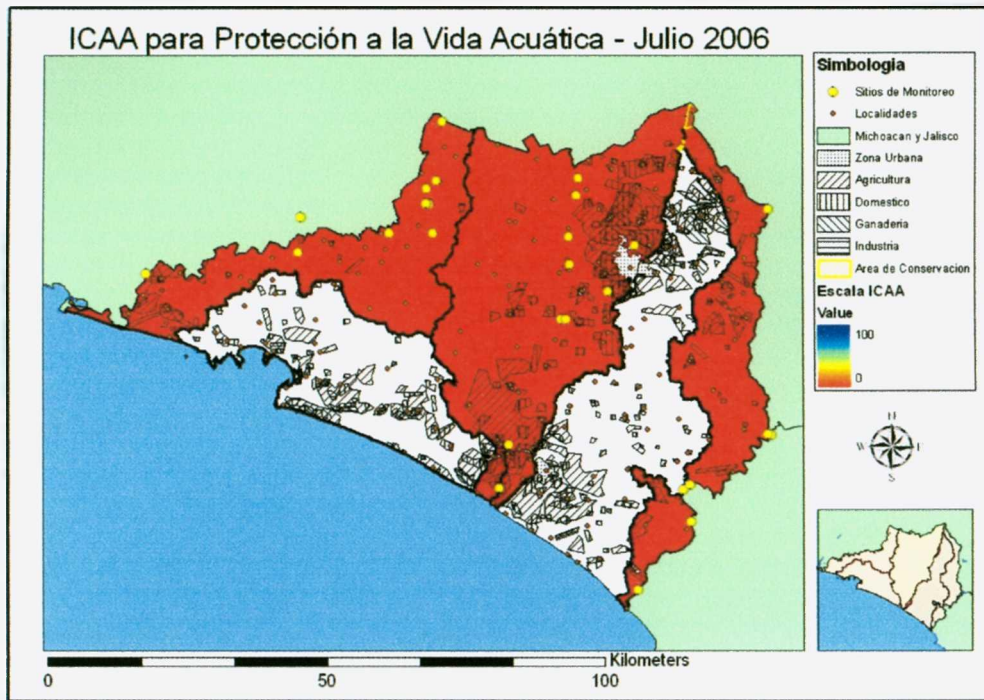 ICAA para Protección a la Vida Acuática - Julio 2006
Simbologia
Sitios de Monitoreo
Localidades
Michoacan y Jalisco
Zona Urbana
Agricultura
Domestico
Ganaderia
Industria
Area de Conservacion
Escala ICAA
Value
100
0
N
W
E
S
Kilometers
0
50
100